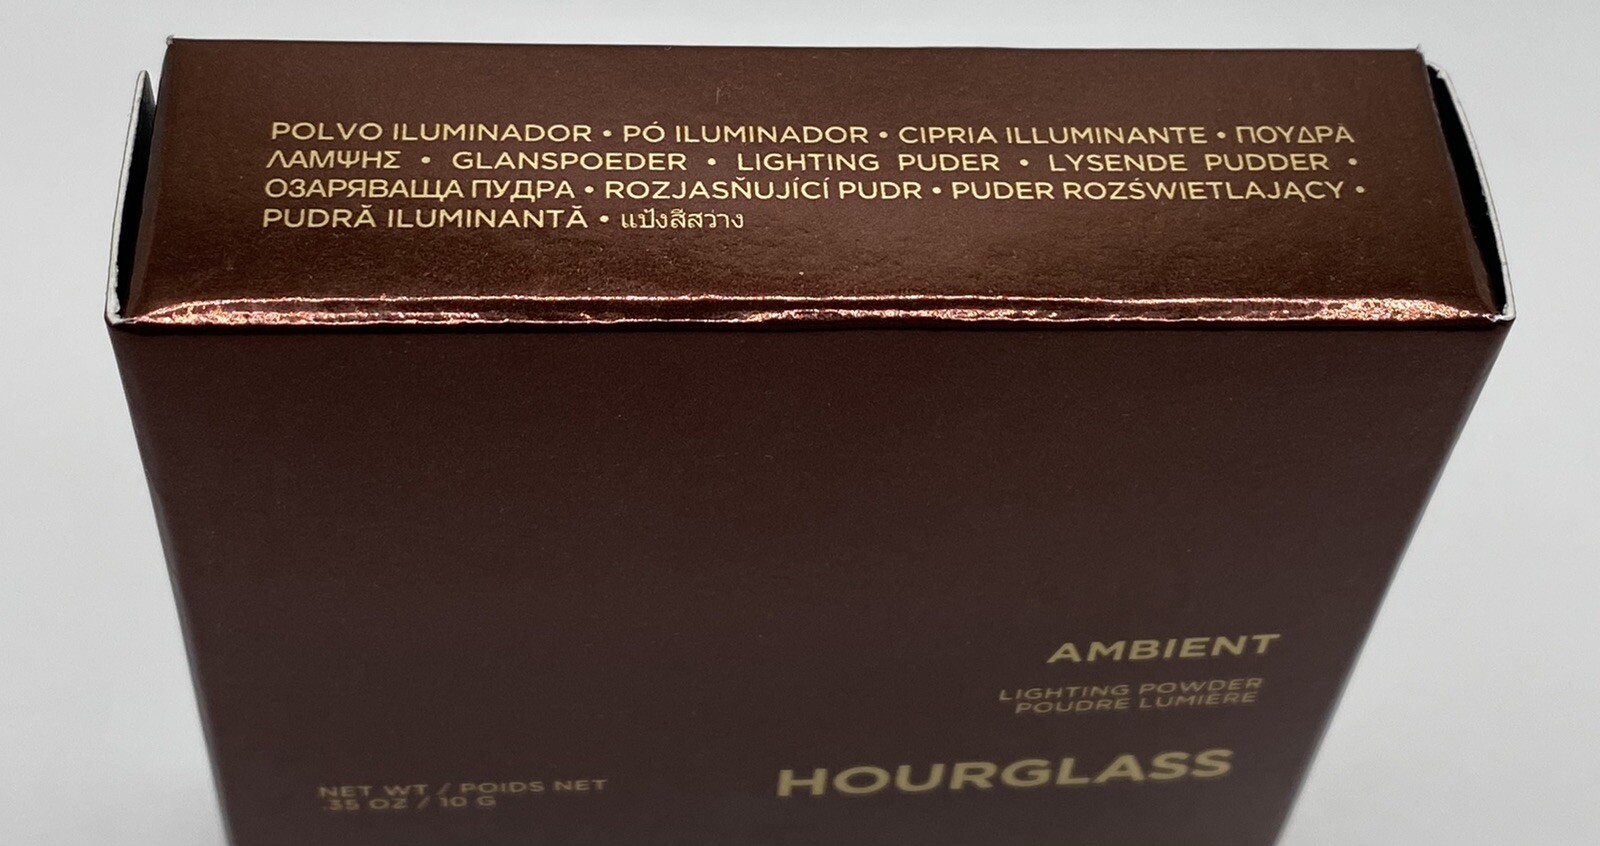 POLVO ILUMINADOR • PÓ ILUMINADOR • CIPRIA ILLUMINANTE • ΠΟΥΔΡΑ
ΛΑΜΨΗΣ • GLANSPOEDER • LIGHTING PUDER • LYSENDE PUDDER •
ОЗАРЯВАЩА ПУДРА • ROZJASŇUJÍCÍ PUDR • PUDER ROZŚWIETLAJĄCY •
PUDRĂ ILUMINANTĂ • แป้งสีสว่าง
AMBIENT
LIGHTING POWDER
POUDRE LUMIÈRE
HOURGLASS
NET WT / POIDS NET
.35 OZ / 10 G